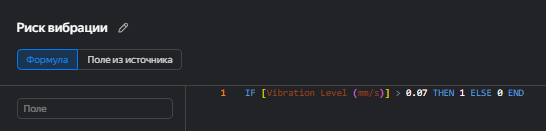 Риск вибрации
Формула Поле из источника
Поле
1 IF [Vibration Level (mm/s)] > 0.07 THEN 1 ELSE 0 END